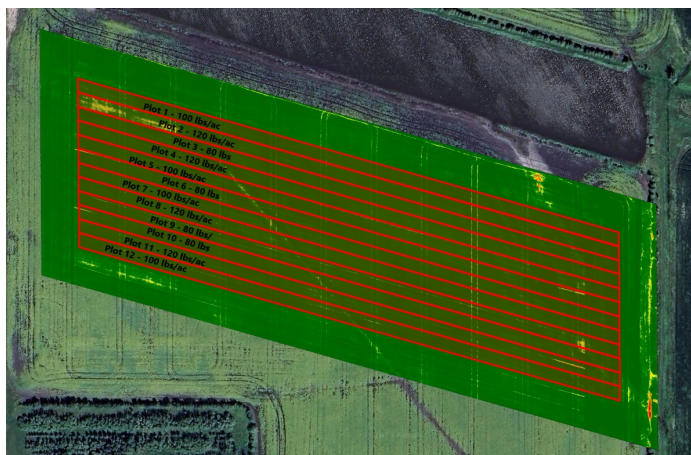 Plot 1 - 100 lbs/ac
Plot 2 - 120 lbs/ac
Plot 3 - 80 lbs
Plot 4 - 120 lbs/ac
Plot 5 - 100 lbs/ac
Plot 6 - 80 lbs
Plot 7 - 100 lbs/ac
Plot 8 - 120 lbs/ac
Plot 9 - 80 lbs/
Plot 10 - 80 lbs
Plot 11 - 120 lbs/ac
Plot 12 - 100 lbs/ac